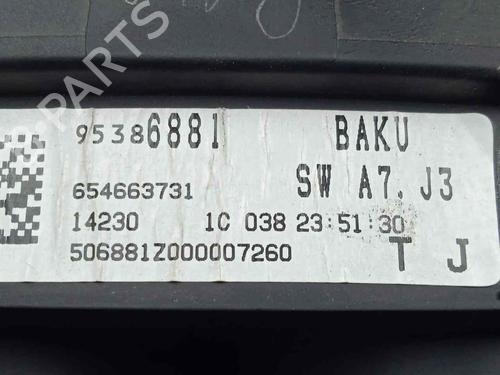 95386881 BAKU
654663731 SW A7. J3
14230 1C 038 23:51:30
506881Z000007260 T J
B-PARTS